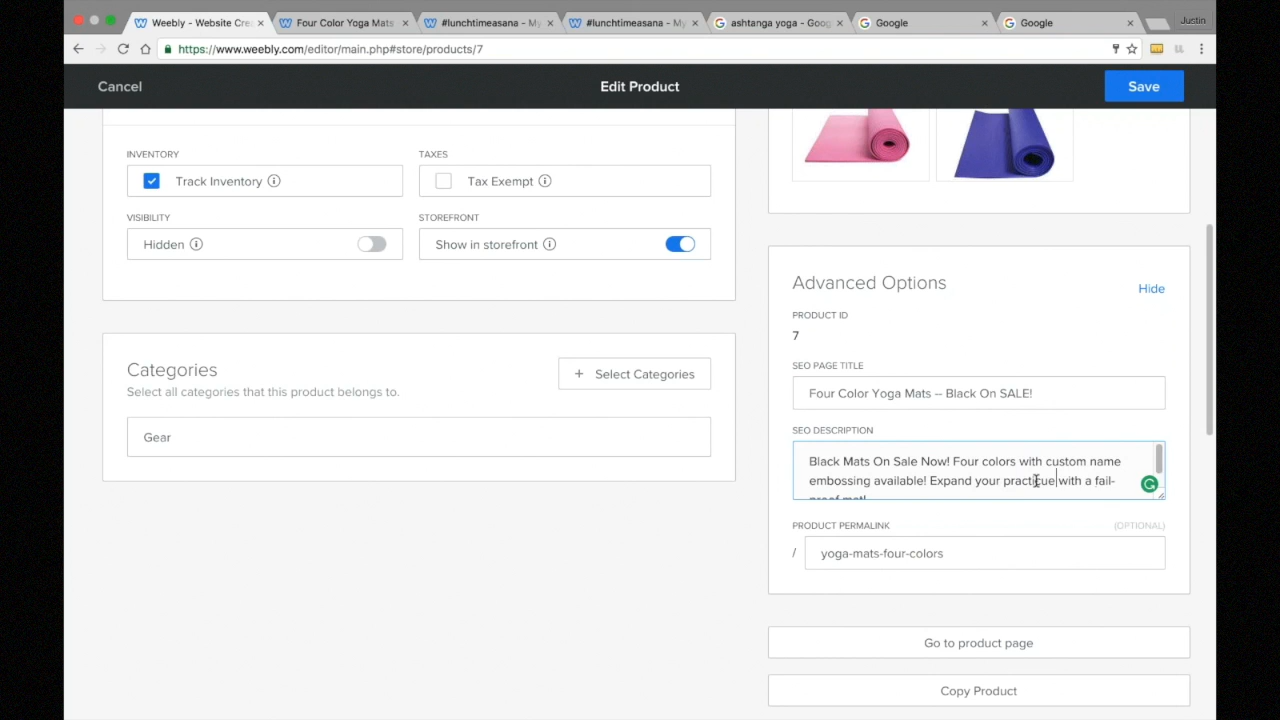 Weebly - Website Crea
Four Color Yoga Mats
#lunchtimeasana - My
#lunchtimeasana - My
ashtanga yoga - Goog
Google
Google
Justin
https://www.weebly.com/editor/main.php#store/products/7
Cancel
Edit Product
Save
INVENTORY
TAXES
Track Inventory
Tax Exempt
VISIBILITY
STOREFRONT
Hidden
Show in storefront
Categories
Select all categories that this product belongs to.
+ Select Categories
Gear
Advanced Options
Hide
PRODUCT ID
7
SEO PAGE TITLE
Four Color Yoga Mats -- Black On SALE!
SEO DESCRIPTION
Black Mats On Sale Now! Four colors with custom name
embossing available! Expand your practicue with a fail-
proof mat!
PRODUCT PERMALINK
(OPTIONAL)
/ yoga-mats-four-colors
Go to product page
Copy Product